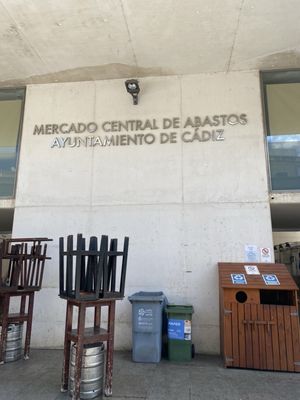 MERCADO CENTRAL DE ABASTOS
AYUNTAMIENTO DE CÁDIZ